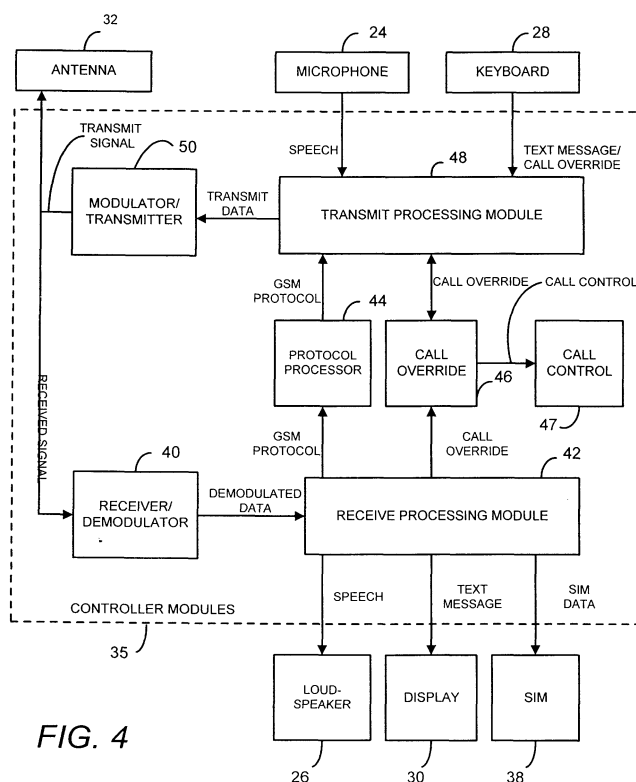 32
24
28
ANTENNA
MICROPHONE
KEYBOARD
TRANSMIT
SIGNAL
50
SPEECH
48
TEXT MESSAGE/
CALL OVERRIDE
MODULATOR/
TRANSMITTER
TRANSMIT
DATA
TRANSMIT PROCESSING MODULE
GSM
PROTOCOL
44
CALL OVERRIDE
CALL CONTROL
PROTOCOL
PROCESSOR
CALL
OVERRIDE
46
CALL
CONTROL
47
RECEIVED SIGNAL
40
GSM
PROTOCOL
CALL
OVERRIDE
42
RECEIVER/
DEMODULATOR
DEMODULATED
DATA
RECEIVE PROCESSING MODULE
SPEECH
TEXT
MESSAGE
SIM
DATA
CONTROLLER MODULES
35
LOUD-
SPEAKER
DISPLAY
SIM
FIG. 4
26
30
38